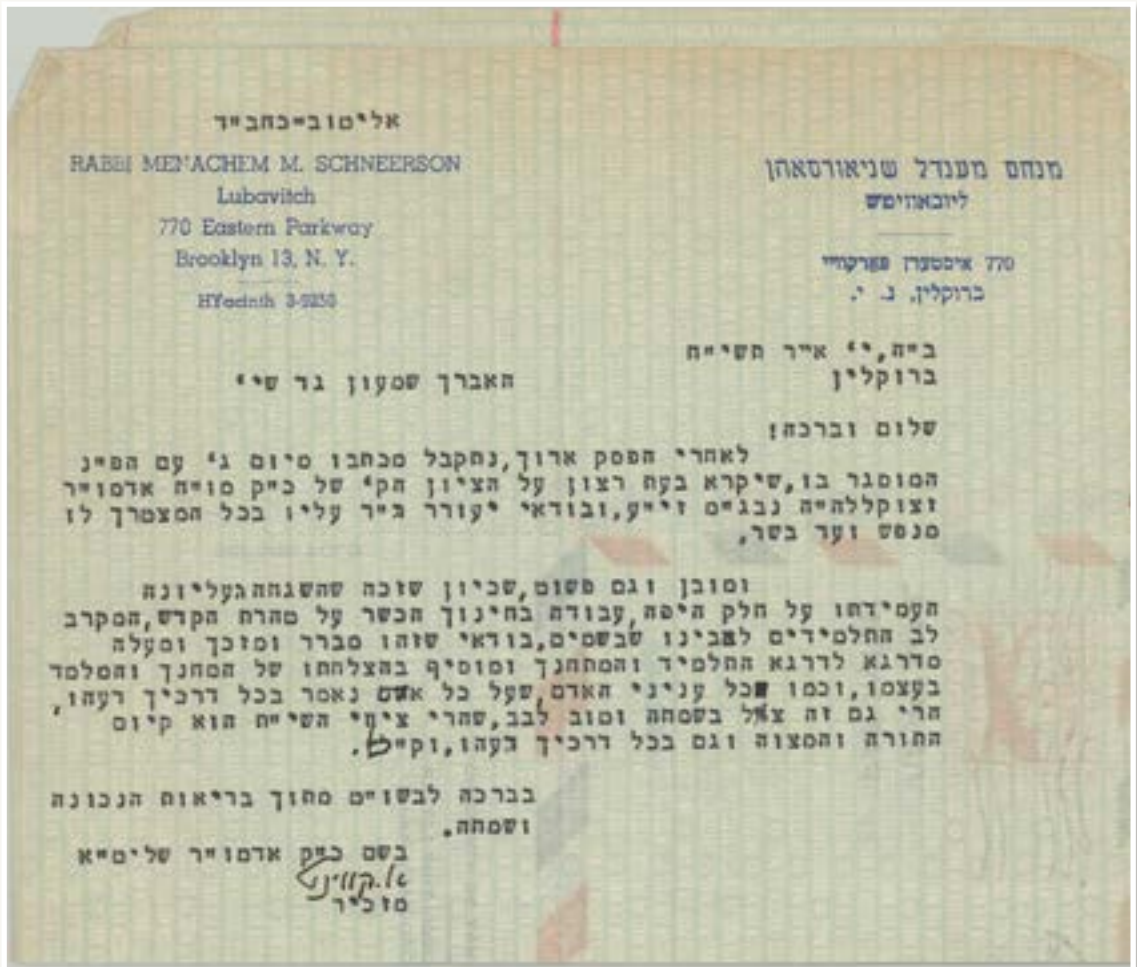 אליטוב-כחב"ד
RABBI MENACHEM M. SCHNEERSON
Lubavitch
770 Eastern Parkway
Brooklyn 13, N. Y.
HYacinth 3-9250
מנחם מענדל שניאורסאהן
ליובאוויטש
770 איסטערן פארקוויי
ברוקלין, נ. י.
ב"ה, י' אייר תשי"ח
ברוקלין
האברך שמעון גד שי'
שלום וברכה!
לאחרי הפסק ארוך, נתקבל מכתבו מיום ג' עם הפ"נ
המוסגר בו, שיקרא בעת רצון על הציון הק' של כ"ק מו"ח אדמו"ר
זצוקללה"ה נבג"מ זי"ע, ובודאי יעורר ג"ר עליו בכל המצטרך לו
מנפש ועד בשר,
ומובן וגם פשוט, שכיון שזכה שהשגחה העליונה
העמידתו על חלק היפה, עבודה בחינוך הכשר על טהרת הקדש, המקרב
לב התלמידים לאבינו שבשמים, בודאי שזהו מברר ומזכך ומעלה
מדרגא לדרגא התלמיד והמתחנך ומוסיף בהצלחתו של המחנך והמלמד
בעצמו, וכמו בכל עניני האדם, שעל כל אשם נאמר בכל דרכיך דעהו,
הרי גם זה צ"ל בשמחה וטוב לבב, שהרי ציווי השי"ת הוא קיום
התורה והמצוה וגם בכל דרכיך דעהו, וק"ל.
בברכה לבשו"ט מתוך בריאות הנכונה
ושמחה.
בשם כ"ק אדמו"ר שליט"א
א. קווינט
מזכיר